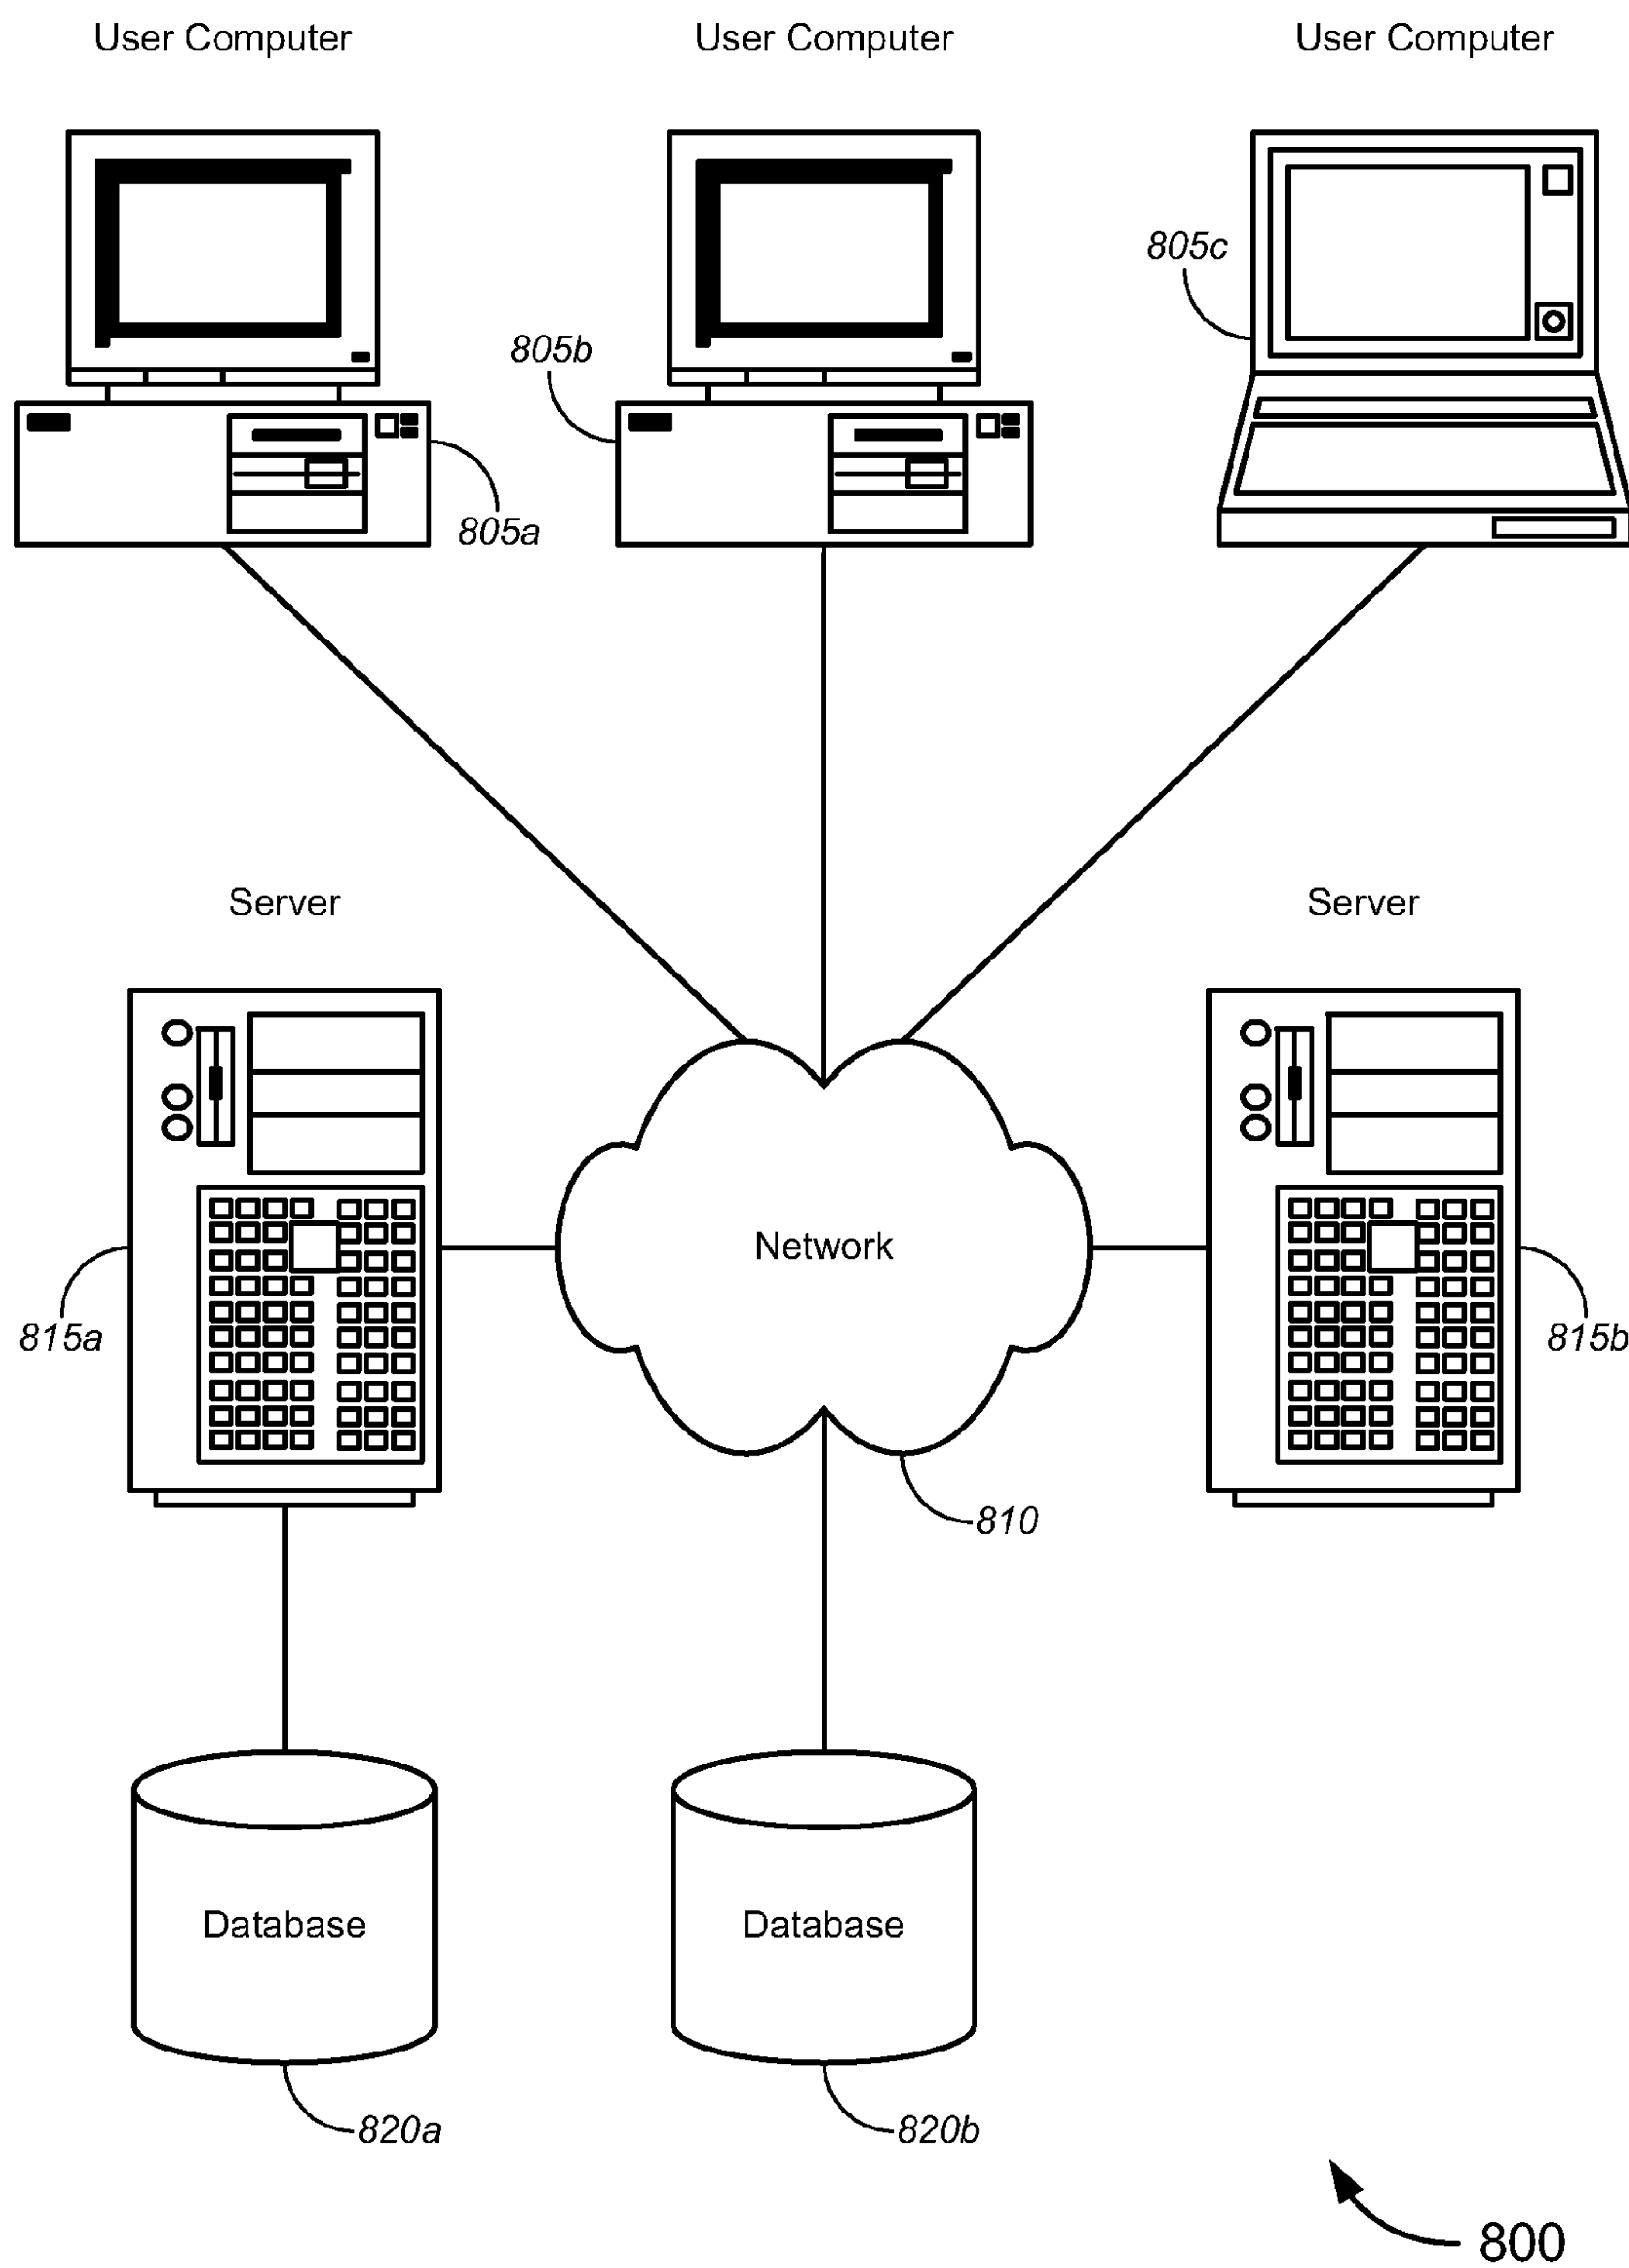 User Computer
User Computer
User Computer
805c
805b
805a
Server
Server
Network
815a
815b
810
Database
Database
820a
820b
800